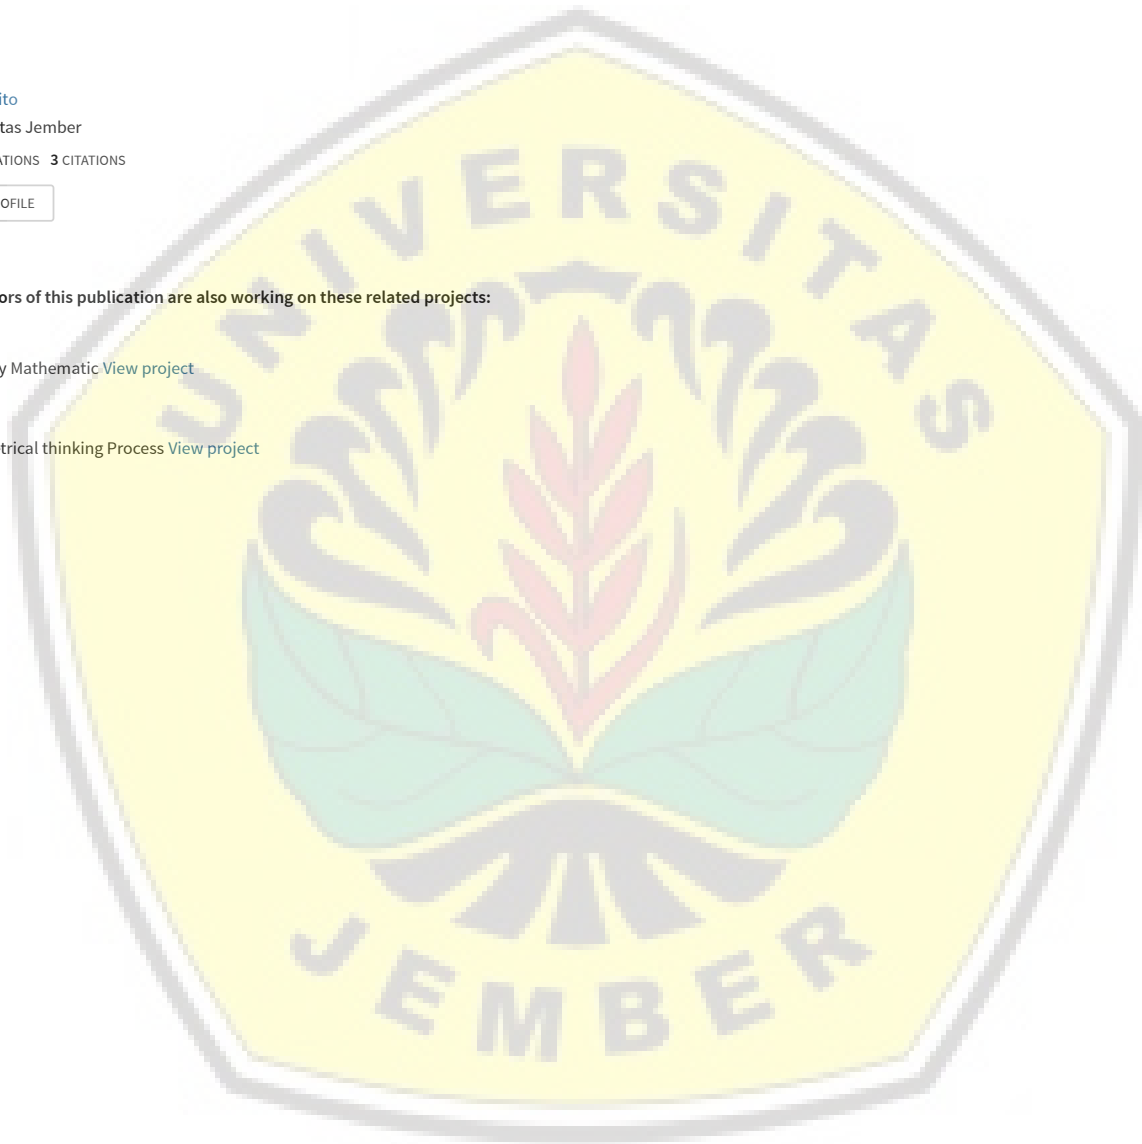 ito
tas Jember
ATIONS 3 CITATIONS
OFILE
ors of this publication are also working on these related projects:
y Mathematic View project
trical thinking Process View project
UNIVERSITAS
JEMBER